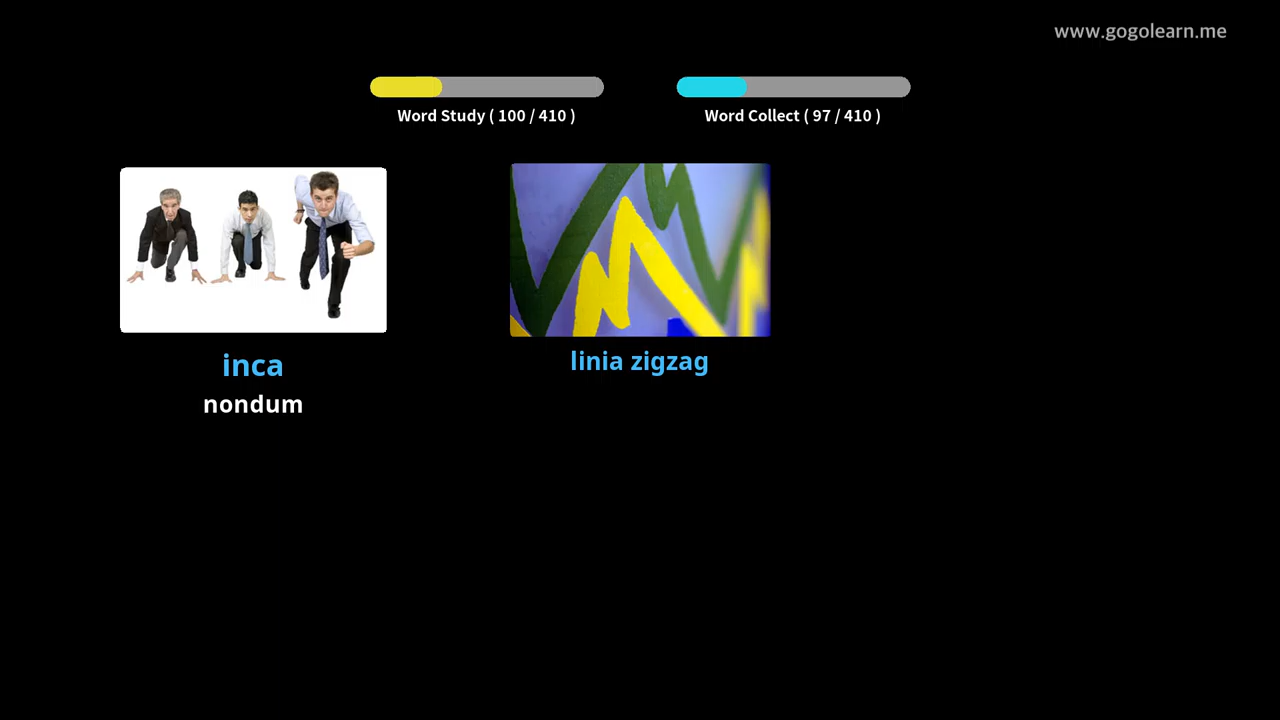 www.gogolearn.me
Word Study ( 100 / 410 )
Word Collect ( 97 / 410 )
inca
nondum
linia zigzag